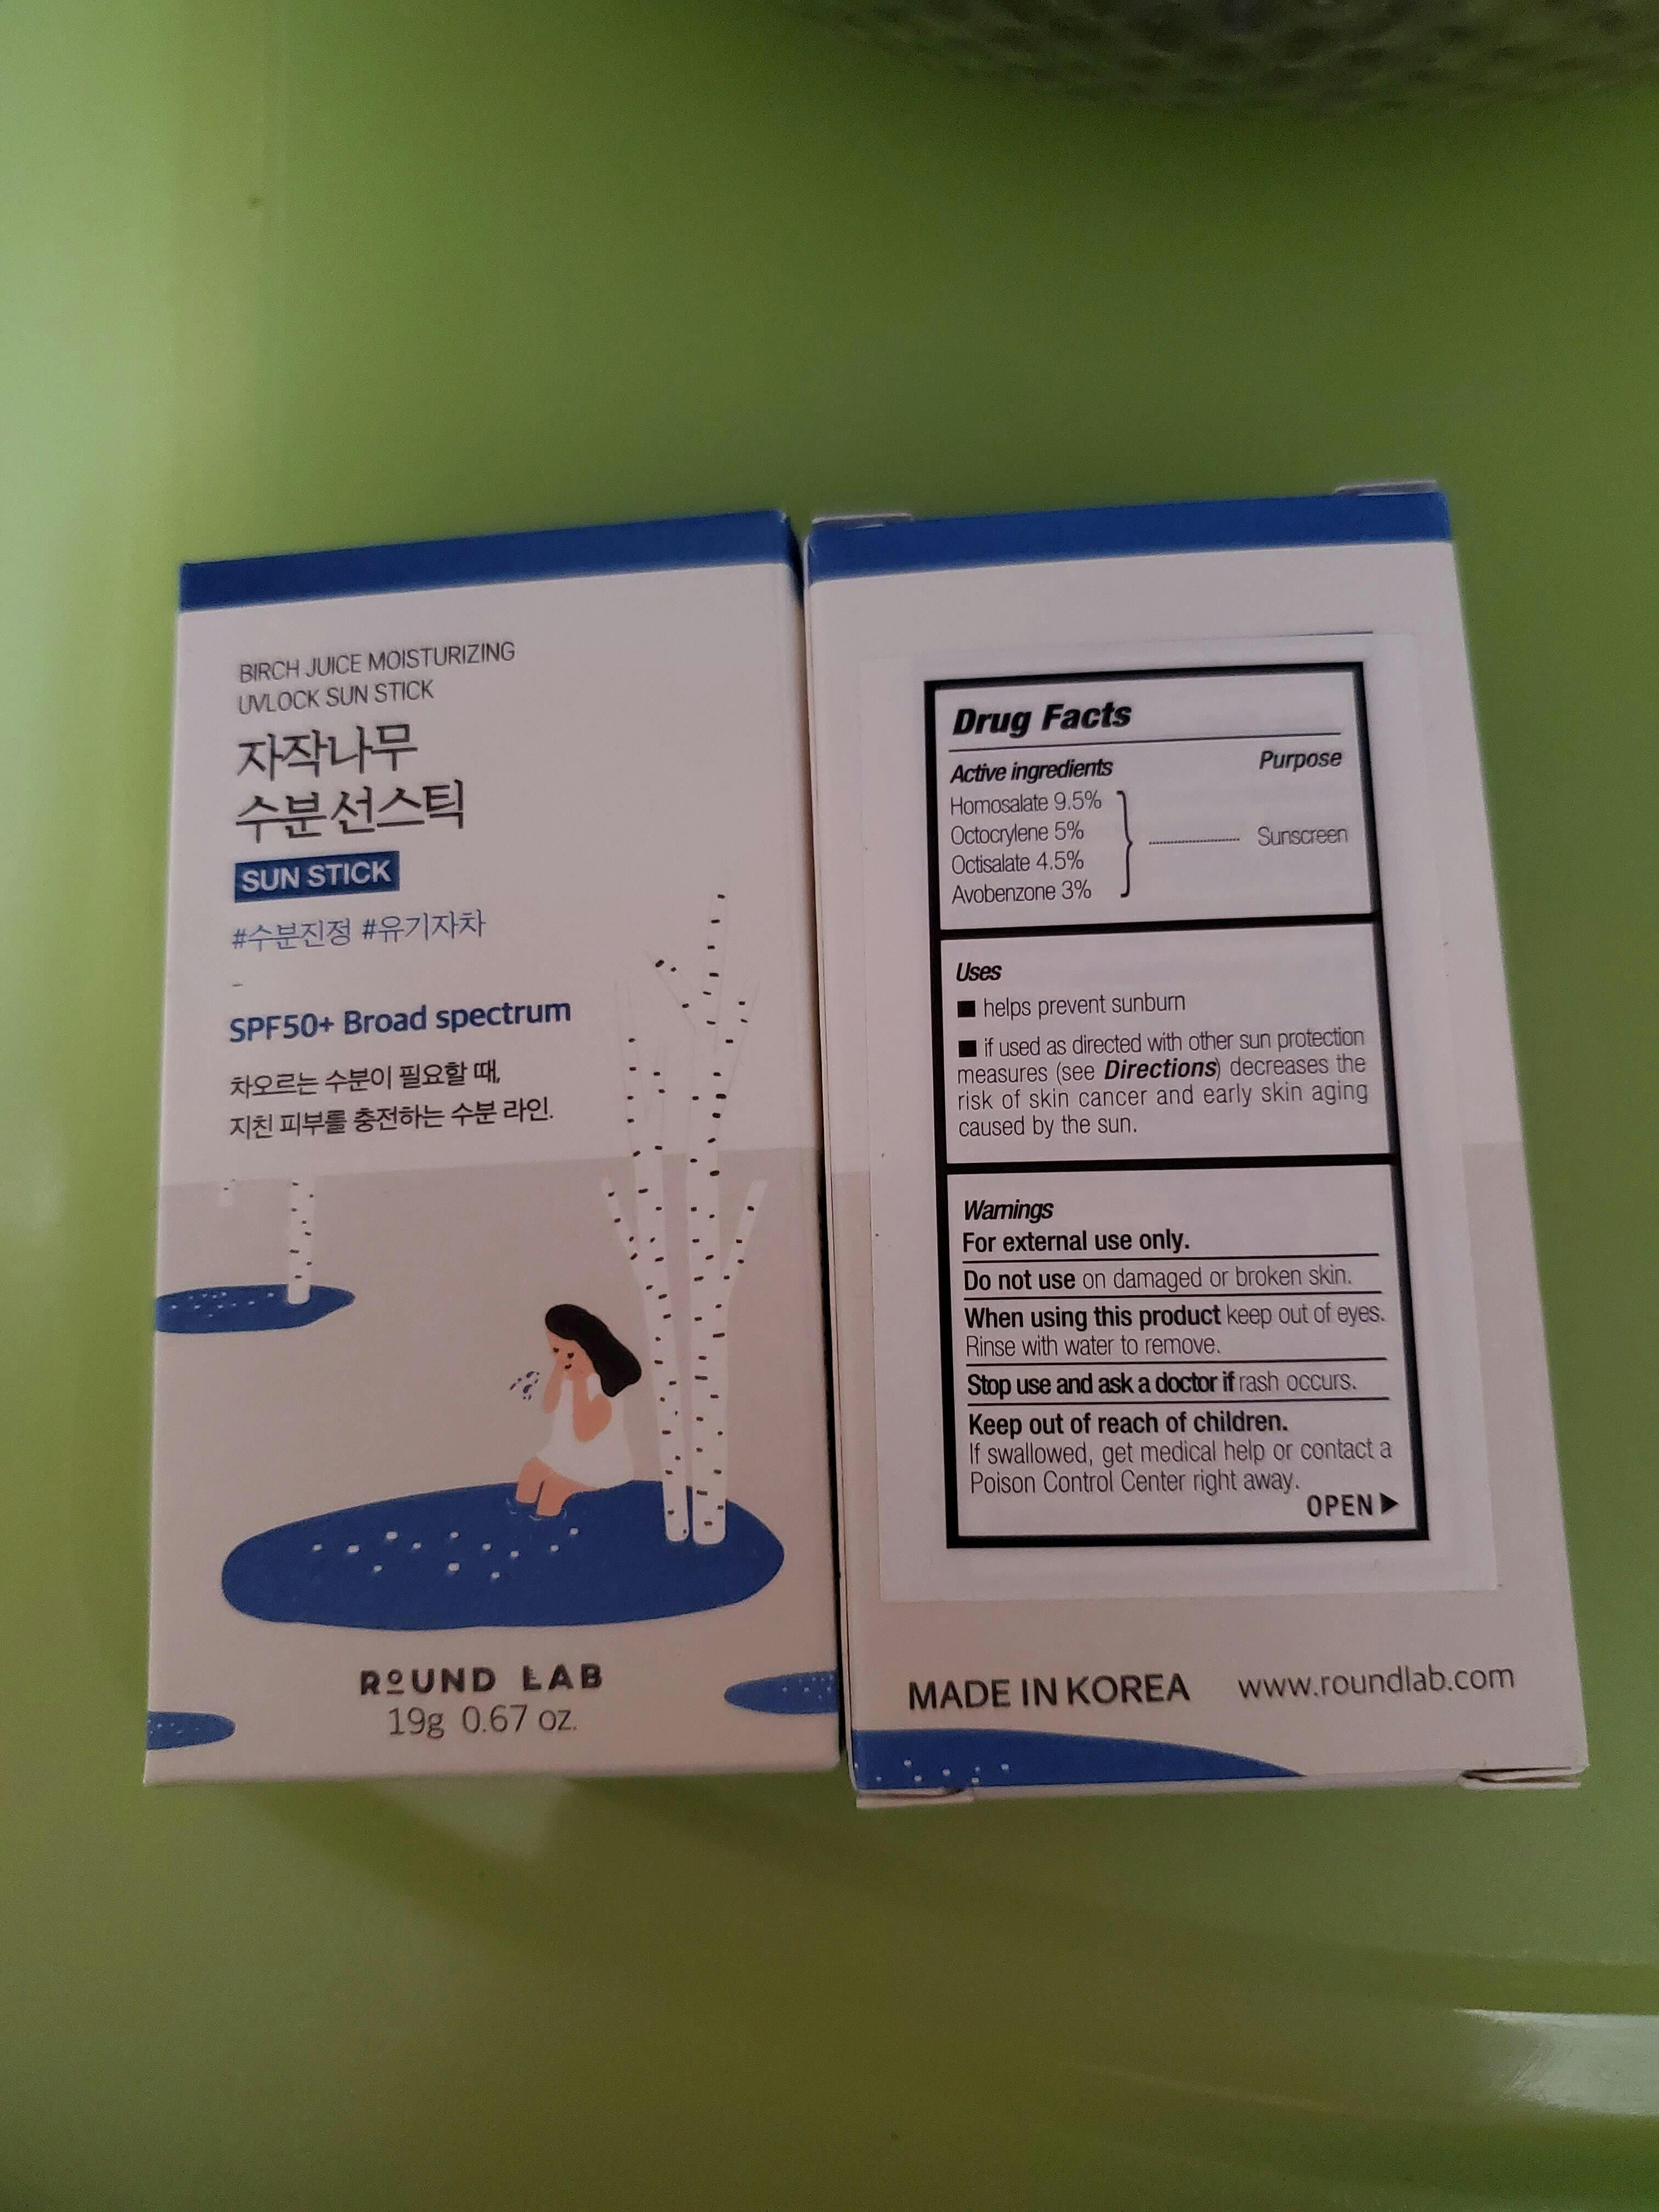 BIRCH JUICE MOISTURIZING
UVLOCK SUN STICK
자작나무
수분 선스틱
SUN STICK
#수분진정 #유기자차
–
SPF50+ Broad spectrum
차오르는 수분이 필요할 때,
지친 피부를 충전하는 수분 라인.
ROUND LAB
19g 0.67 oz.
Drug Facts
Active ingredients Purpose
Homosalate 9.5%
Octocrylene 5%
Octisalate 4.5%
Avobenzone 3%
} ........................ Sunscreen
Uses
■ helps prevent sunburn
■ if used as directed with other sun protection
measures (see Directions) decreases the
risk of skin cancer and early skin aging
caused by the sun.
Warnings
For external use only.
Do not use on damaged or broken skin.
When using this product keep out of eyes.
Rinse with water to remove.
Stop use and ask a doctor if rash occurs.
Keep out of reach of children.
If swallowed, get medical help or contact a
Poison Control Center right away.
OPEN ▶
MADE IN KOREA www.roundlab.com